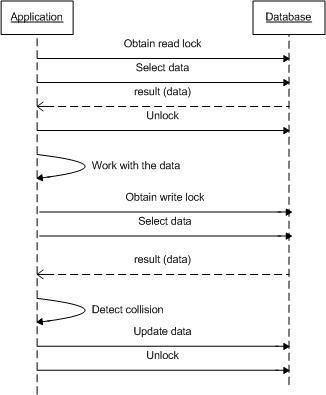 Application
Database
Obtain read lock
Select data
result (data)
Unlock
Work with the data
Obtain write lock
Select data
result (data)
Detect collision
Update data
Unlock